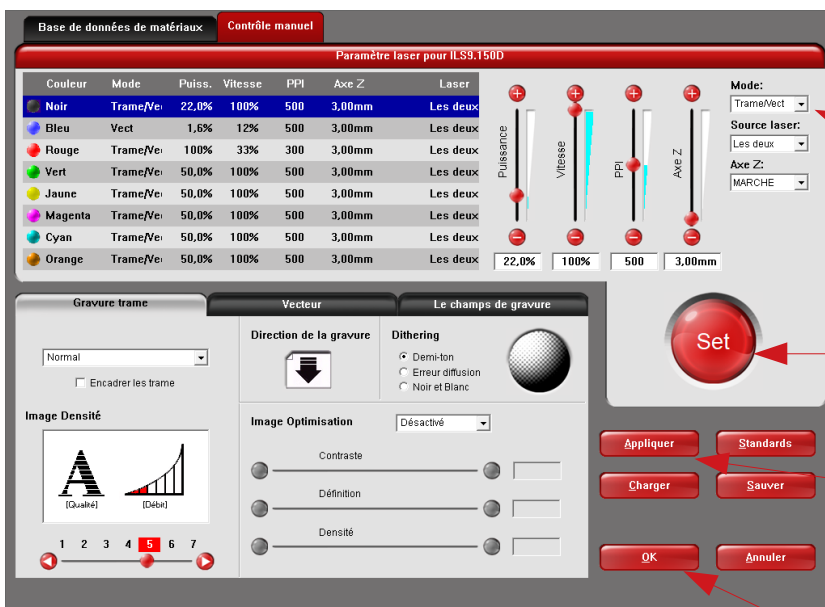 Base de données de matériaux Contrôle manuel
Paramètre laser pour ILS9.150D
Couleur Mode Puiss. Vitesse PPI Axe Z Laser
Noir Trame/Ve 22,0% 100% 500 3,00mm Les deux
Bleu Vect 1,6% 12% 500 3,00mm Les deux
Rouge Trame/Ve 100% 33% 300 3,00mm Les deux
Vert Trame/Ve 50,0% 100% 500 3,00mm Les deux
Jaune Trame/Ve 50,0% 100% 500 3,00mm Les deux
Magenta Trame/Ve 50,0% 100% 500 3,00mm Les deux
Cyan Trame/Ve 50,0% 100% 500 3,00mm Les deux
Orange Trame/Ve 50,0% 100% 500 3,00mm Les deux
Puissance Vitesse PPI Axe Z
22,0% 100% 500 3,00mm
Mode:
Trame/Vect
Source laser:
Les deux
Axe Z:
MARCHE
Set
Gravure trame Vecteur Le champs de gravure
Normal
Encadrer les trame
Image Densité
A
[Qualité] [Débit]
1 2 3 4 5 6 7
Direction de la gravure
Dithering
Demi-ton
Erreur diffusion
Noir et Blanc
Image Optimisation Désactivé
Contraste
Définition
Densité
Appliquer Standards
Charger Sauver
OK Annuler